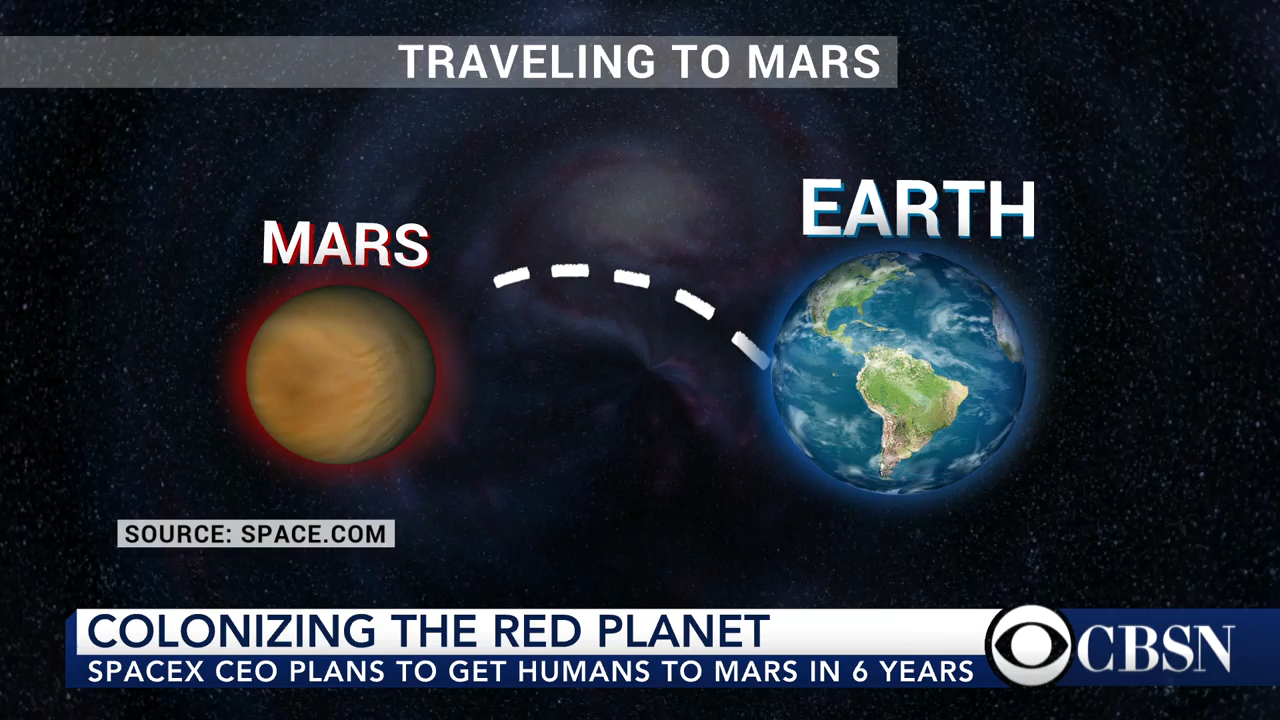 TRAVELING TO MARS
MARS
EARTH
SOURCE: SPACE.COM
COLONIZING THE RED PLANET
SPACEX CEO PLANS TO GET HUMANS TO MARS IN 6 YEARS
CBSN